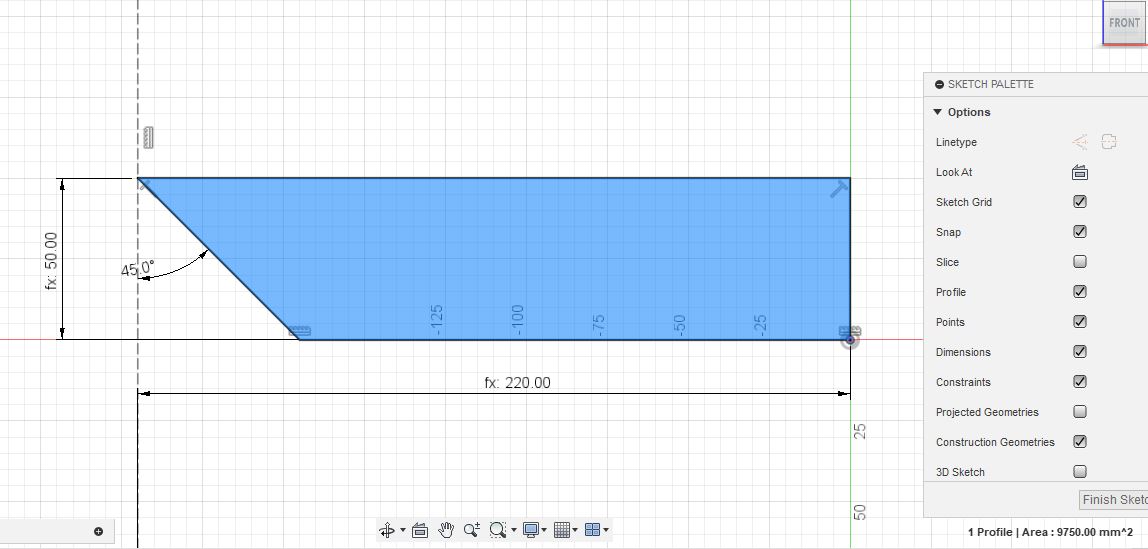 FRONT
SKETCH PALETTE
Options
Linetype
Look At
Sketch Grid
Snap
Slice
Profile
Points
Dimensions
Constraints
Projected Geometries
Construction Geometries
3D Sketch
Finish Sketc
fx: 50.00
45.0°
-125
-100
-75
-50
-25
fx: 220.00
25
50
1 Profile | Area : 9750.00 mm^2